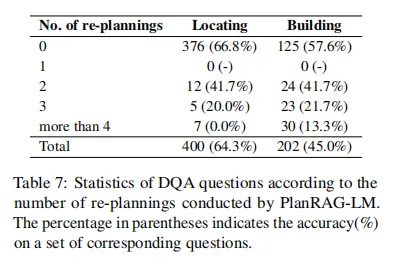 No. of re-plannings Locating Building
0 376 (66.8%) 125 (57.6%)
1 0 (-) 0 (-)
2 12 (41.7%) 24 (41.7%)
3 5 (20.0%) 23 (21.7%)
more than 4 7 (0.0%) 30 (13.3%)
Total 400 (64.3%) 202 (45.0%)
Table 7: Statistics of DQA questions according to the
number of re-plannings conducted by PlanRAG-LM.
The percentage in parentheses indicates the accuracy(%)
on a set of corresponding questions.